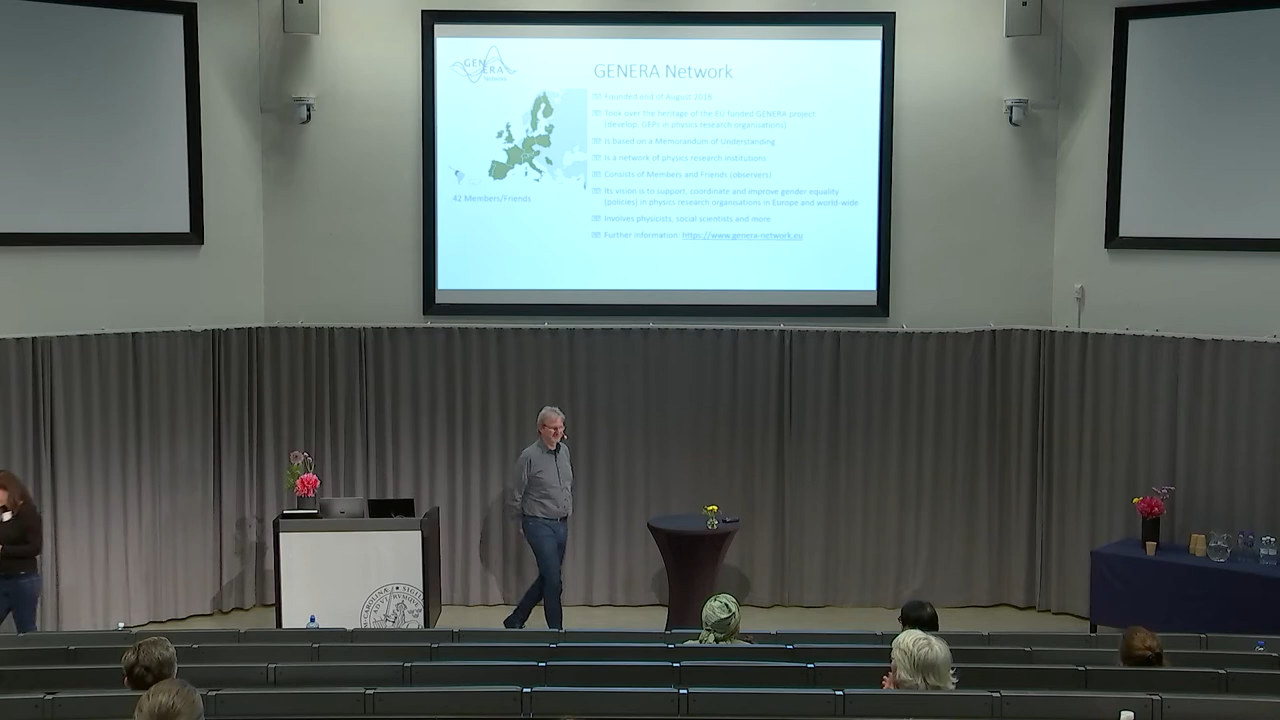 GEN
ERA
Network
GENERA Network
Founded end of August 2018
Took over the heritage of the EU funded GENERA project
(develop. GEPs in physics research organisations)
Is based on a Memorandum of Understanding
Is a network of physics research institutions
Consists of Members and Friends (observers)
Its vision is to support, coordinate and improve gender equality
(policies) in physics research organisations in Europe and world-wide
Involves physicists, social scientists and more
Further Information: https://www.genera-network.eu
42 Members/Friends
CAROLINA SIGILL